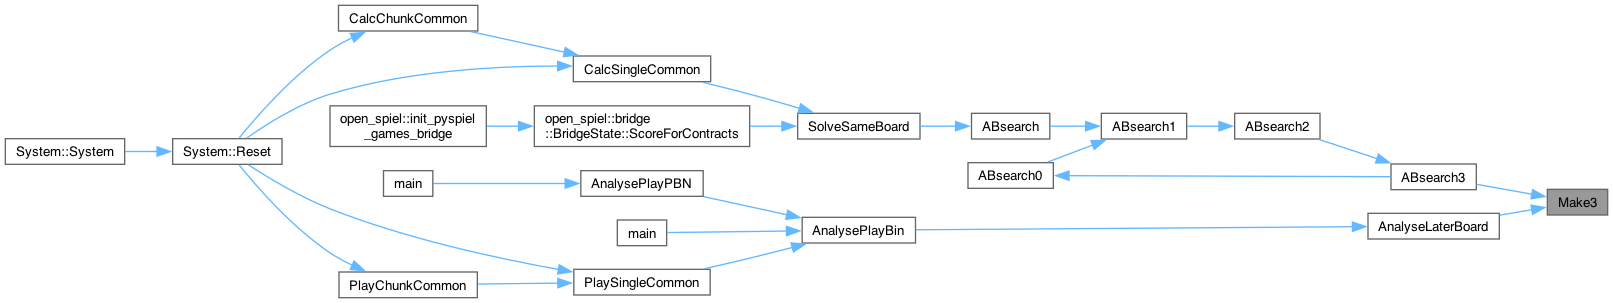 CalcChunkCommon
CalcSingleCommon
open_spiel::init_pyspiel
_games_bridge
open_spiel::bridge
::BridgeState::ScoreForContracts
SolveSameBoard
ABsearch
ABsearch1
ABsearch2
System::System
System::Reset
main
AnalysePlayPBN
ABsearch0
ABsearch3
Make3
main
AnalysePlayBin
AnalyseLaterBoard
PlayChunkCommon
PlaySingleCommon